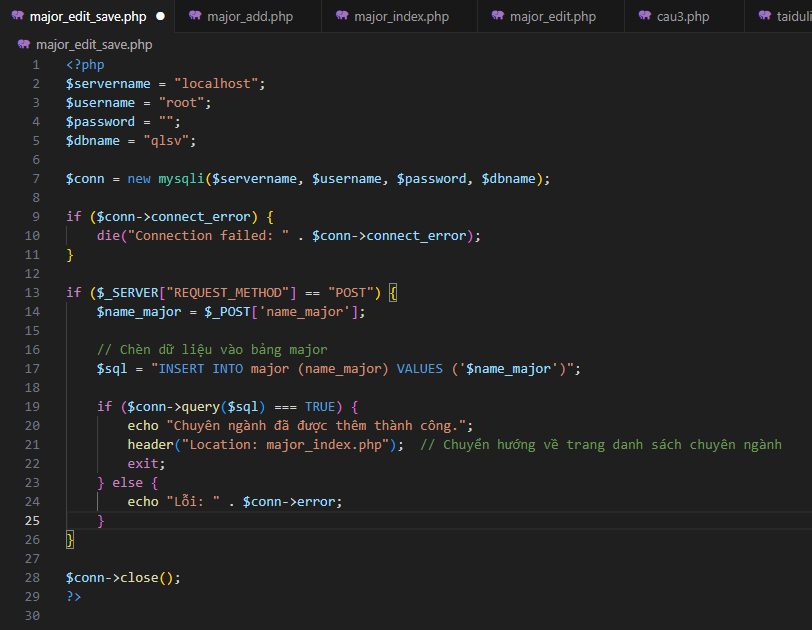 major_edit_save.php ● major_add.php major_index.php major_edit.php cau3.php taiduli
major_edit_save.php
1 <?php
2 $servername = "localhost";
3 $username = "root";
4 $password = "";
5 $dbname = "qlsv";
6
7 $conn = new mysqli($servername, $username, $password, $dbname);
8
9 if ($conn->connect_error) {
10     die("Connection failed: " . $conn->connect_error);
11 }
12
13 if ($_SERVER["REQUEST_METHOD"] == "POST") {
14     $name_major = $_POST['name_major'];
15
16     // Chèn dữ liệu vào bảng major
17     $sql = "INSERT INTO major (name_major) VALUES ('$name_major')";
18
19     if ($conn->query($sql) === TRUE) {
20         echo "Chuyên ngành đã được thêm thành công.";
21         header("Location: major_index.php");  // Chuyển hướng về trang danh sách chuyên ngành
22         exit;
23     } else {
24         echo "Lỗi: " . $conn->error;
25     }
26 }
27
28 $conn->close();
29 ?>
30